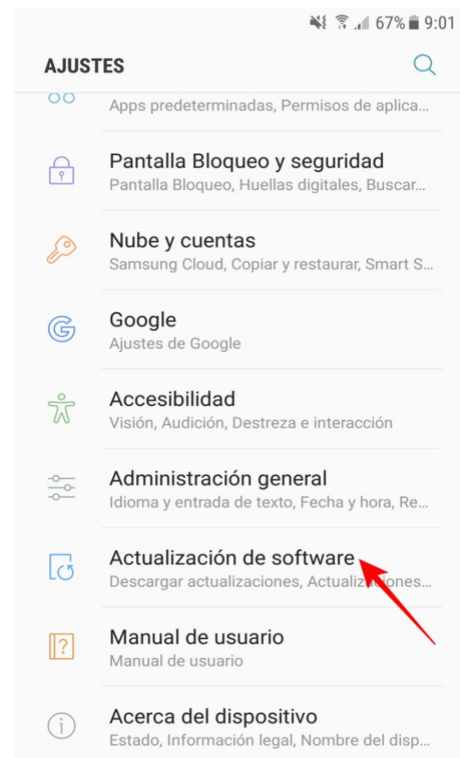 67% 9:01
AJUSTES
Apps predeterminadas, Permisos de aplica...
Pantalla Bloqueo y seguridad
Pantalla Bloqueo, Huellas digitales, Buscar...
Nube y cuentas
Samsung Cloud, Copiar y restaurar, Smart S...
Google
Ajustes de Google
Accesibilidad
Visión, Audición, Destreza e interacción
Administración general
Idioma y entrada de texto, Fecha y hora, Re...
Actualización de software
Descargar actualizaciones, Actualizaciones...
Manual de usuario
Manual de usuario
Acerca del dispositivo
Estado, Información legal, Nombre del disp...